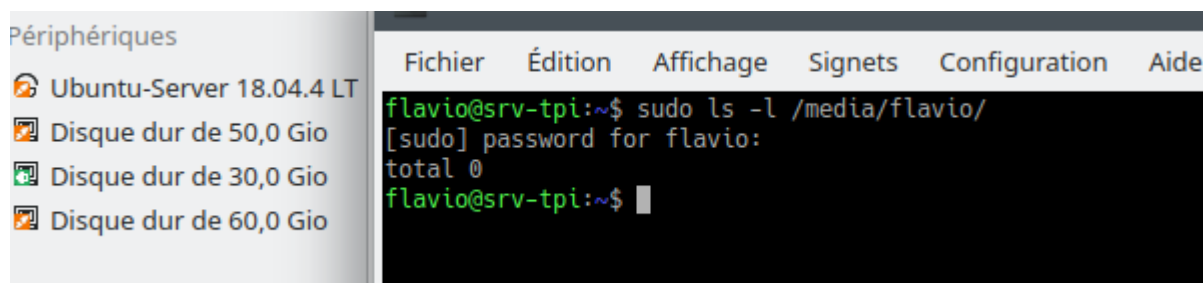 Périphériques
Ubuntu-Server 18.04.4 LT
Disque dur de 50,0 Gio
Disque dur de 30,0 Gio
Disque dur de 60,0 Gio
Fichier Édition Affichage Signets Configuration Aide
flavio@srv-tpi:~$ sudo ls -l /media/flavio/
[sudo] password for flavio:
total 0
flavio@srv-tpi:~$